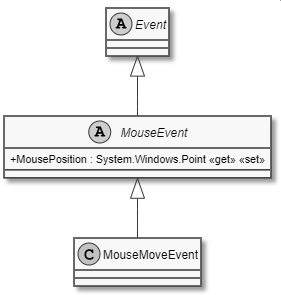 A Event
A MouseEvent
+MousePosition : System.Windows.Point «get» «set»
C MouseMoveEvent